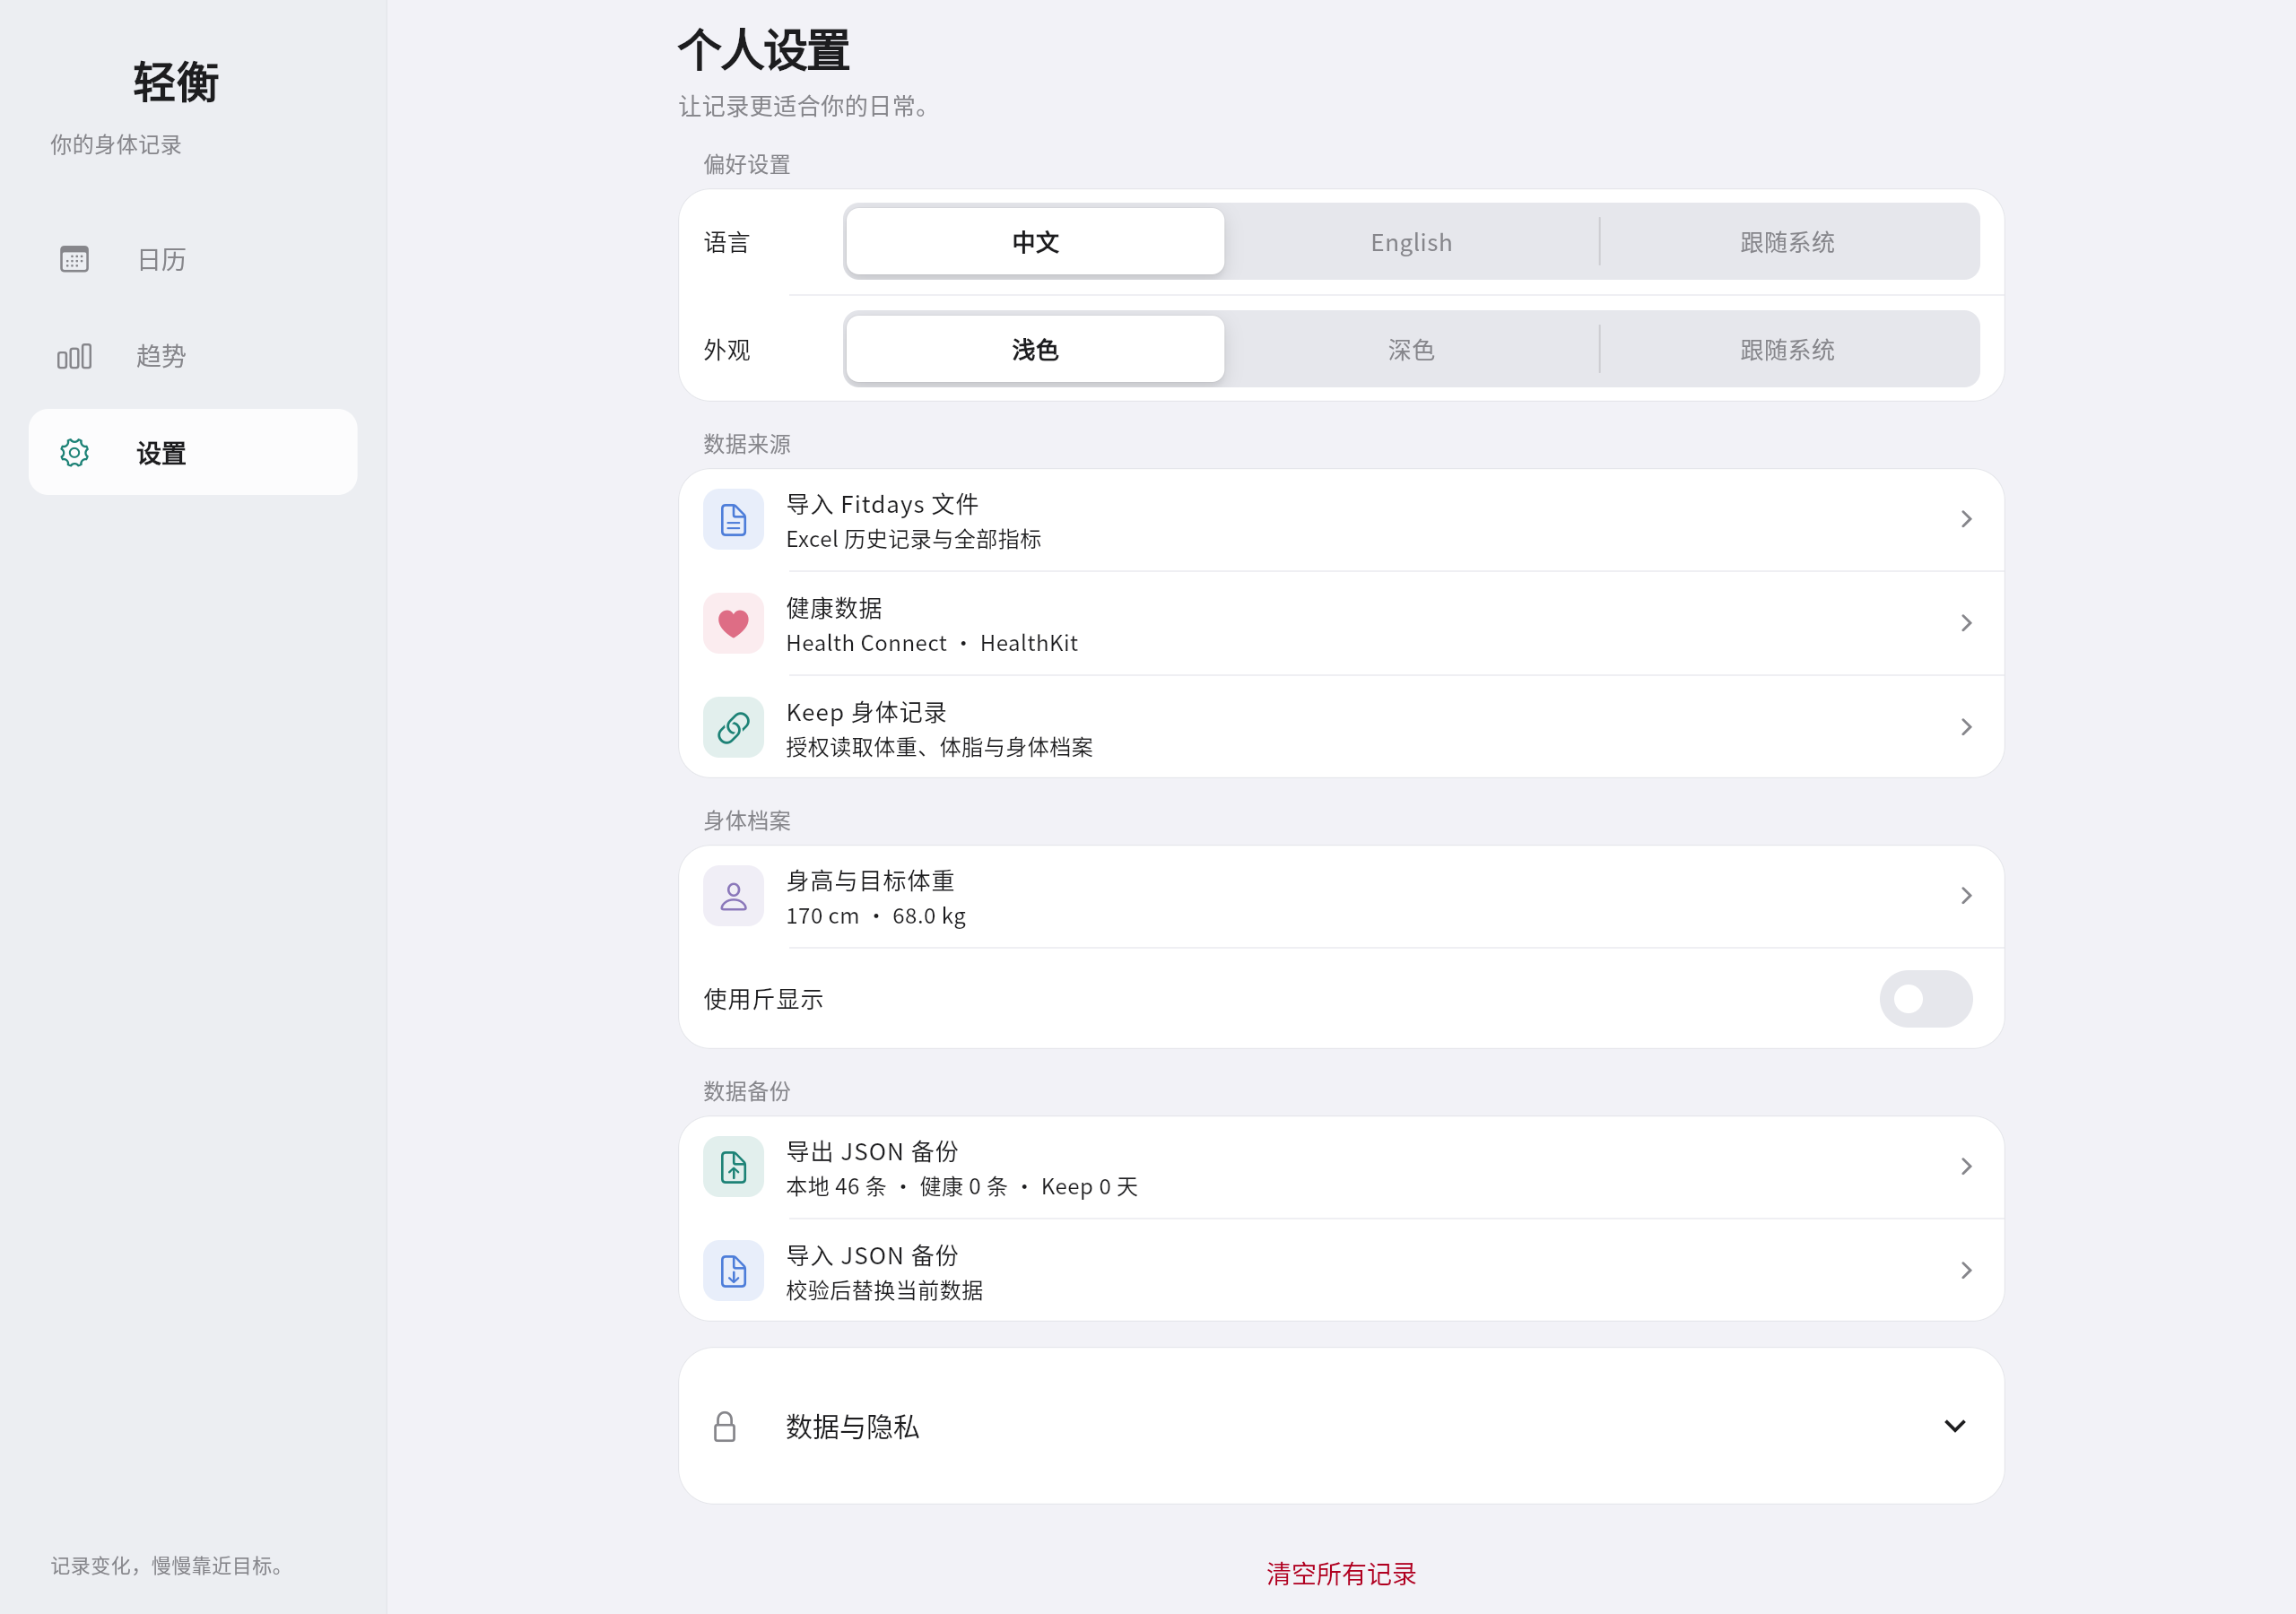 轻衡
你的身体记录
日历
趋势
设置
记录变化，慢慢靠近目标。
个人设置
让记录更适合你的日常。
偏好设置
语言
中文
English
跟随系统
外观
浅色
深色
跟随系统
数据来源
导入 Fitdays 文件
Excel 历史记录与全部指标
健康数据
Health Connect · HealthKit
Keep 身体记录
授权读取体重、体脂与身体档案
身体档案
身高与目标体重
170 cm · 68.0 kg
使用斤显示
数据备份
导出 JSON 备份
本地 46 条 · 健康 0 条 · Keep 0 天
导入 JSON 备份
校验后替换当前数据
数据与隐私
清空所有记录